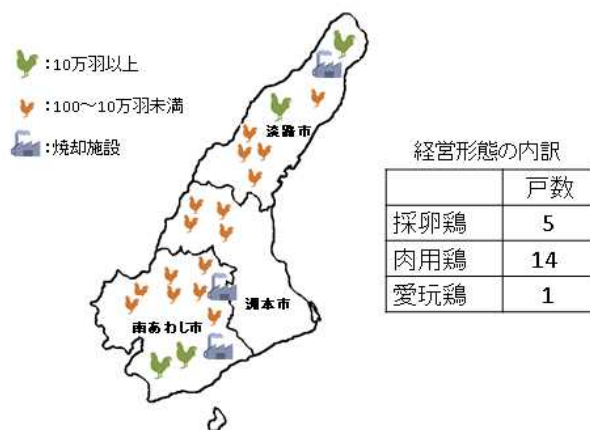 ：10万羽以上
：100～10万羽未満
：焼却施設
淡路市
洲本市
南あわじ市
経営形態の内訳
戸数
採卵鶏 5
肉用鶏 14
愛玩鶏 1